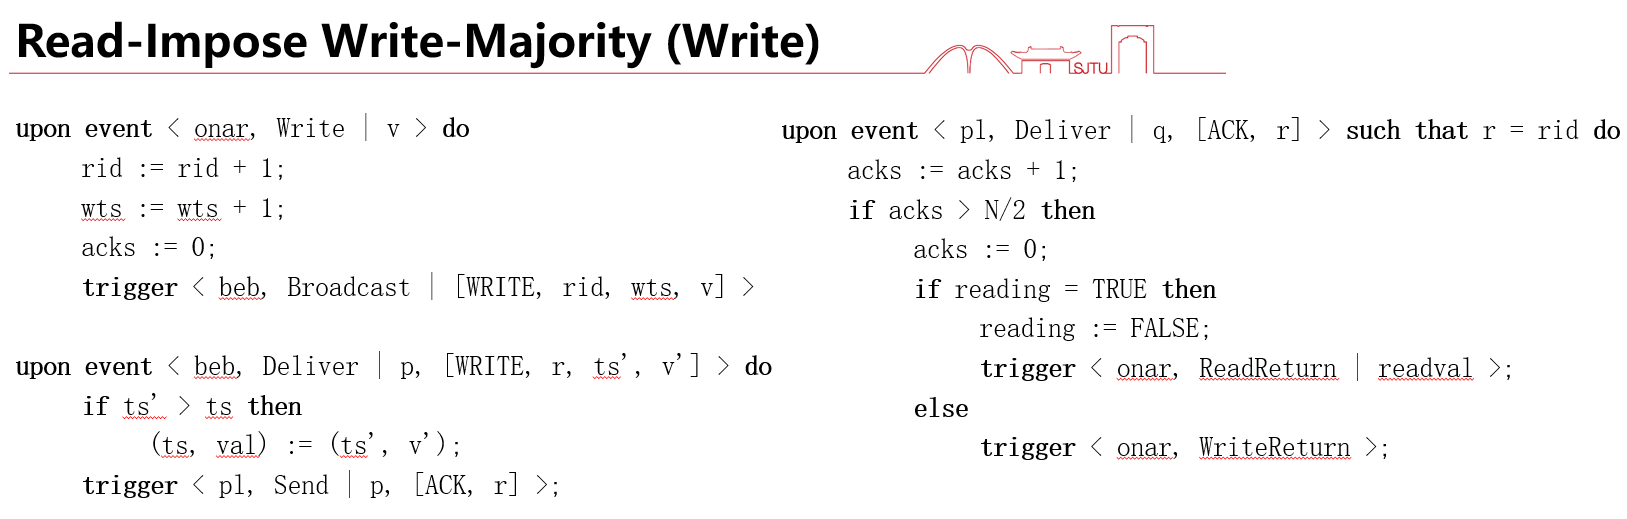 Read-Impose Write-Majority (Write)
SJTU
upon event < onar, Write | v > do
rid := rid + 1;
wts := wts + 1;
acks := 0;
trigger < beb, Broadcast | [WRITE, rid, wts, v] >
upon event < beb, Deliver | p, [WRITE, r, ts', v'] > do
if ts' > ts then
(ts, val) := (ts', v');
trigger < pl, Send | p, [ACK, r] >;
upon event < pl, Deliver | q, [ACK, r] > such that r = rid do
acks := acks + 1;
if acks > N/2 then
acks := 0;
if reading = TRUE then
reading := FALSE;
trigger < onar, ReadReturn | readval >;
else
trigger < onar, WriteReturn >;